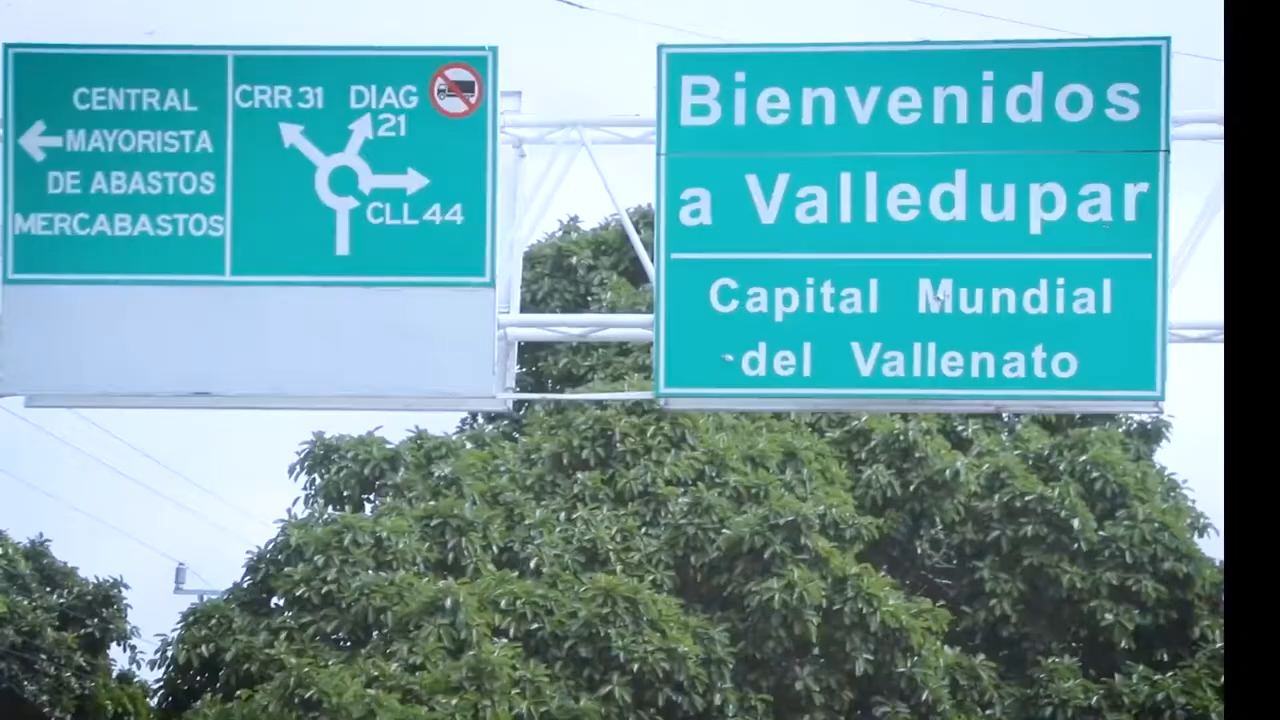 CENTRAL
MAYORISTA
DE ABASTOS
MERCABASTOS
CRR 31
DIAG
21
CLL 44
Bienvenidos
a Valledupar
Capital Mundial
del Vallenato